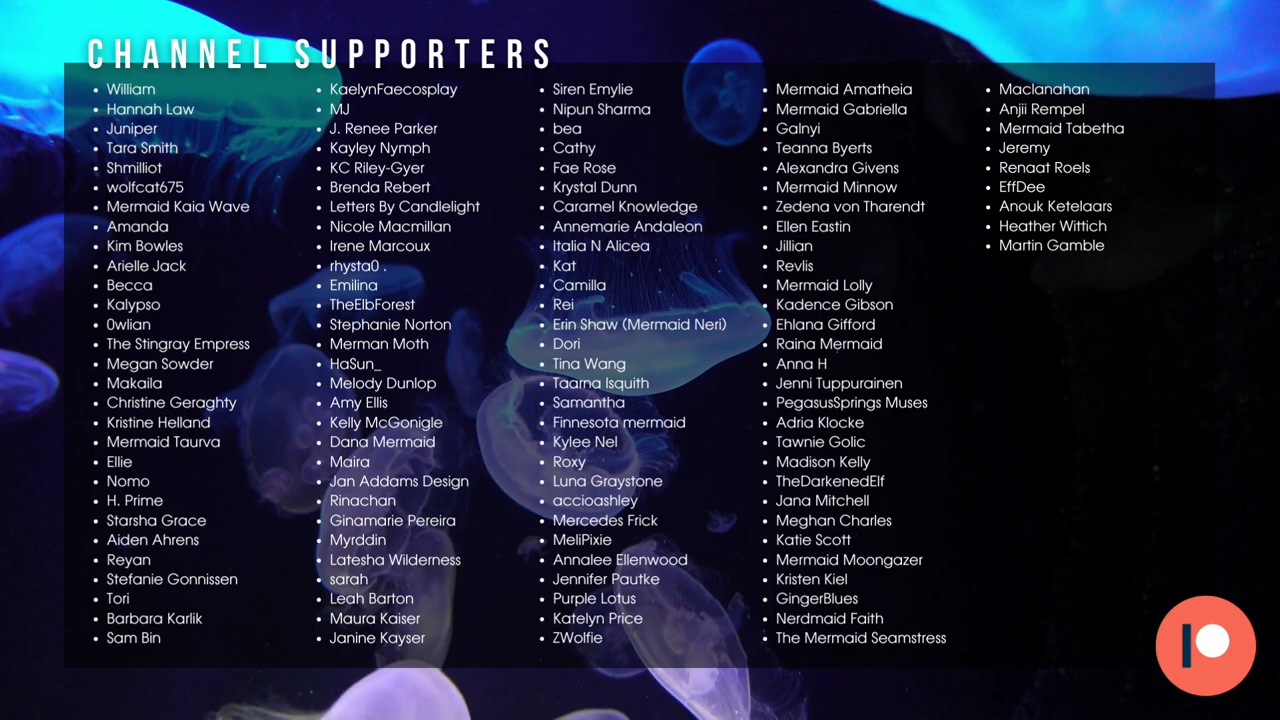 CHANNEL SUPPORTERS
• William
• Hannah Law
• Juniper
• Tara Smith
• Shmilliot
• wolfcat675
• Mermaid Kaia Wave
• Amanda
• Kim Bowles
• Arielle Jack
• Becca
• Kalypso
• 0wlian
• The Stingray Empress
• Megan Sowder
• Makaila
• Christine Geraghty
• Kristine Helland
• Mermaid Taurva
• Ellie
• Nomo
• H. Prime
• Starsha Grace
• Aiden Ahrens
• Reyan
• Stefanie Gonnissen
• Tori
• Barbara Karlik
• Sam Bin
• KaelynFaecosplay
• MJ
• J. Renee Parker
• Kayley Nymph
• KC Riley-Gyer
• Brenda Rebert
• Letters By Candlelight
• Nicole Macmillan
• Irene Marcoux
• rhysta0 .
• Emilina
• TheElbForest
• Stephanie Norton
• Merman Moth
• HaSun_
• Melody Dunlop
• Amy Ellis
• Kelly McGonigle
• Dana Mermaid
• Maira
• Jan Addams Design
• Rinachan
• Ginamarie Pereira
• Myrddin
• Latesha Wilderness
• sarah
• Leah Barton
• Maura Kaiser
• Janine Kayser
• Siren Emylie
• Nipun Sharma
• bea
• Cathy
• Fae Rose
• Krystal Dunn
• Caramel Knowledge
• Annemarie Andaleon
• Italia N Alicea
• Kat
• Camilla
• Rei
• Erin Shaw (Mermaid Neri)
• Dori
• Tina Wang
• Taarna Isquith
• Samantha
• Finnesota mermaid
• Kylee Nel
• Roxy
• Luna Graystone
• accioashley
• Mercedes Frick
• MeliPixie
• Annalee Ellenwood
• Jennifer Pautke
• Purple Lotus
• Katelyn Price
• ZWolfie
• Mermaid Amatheia
• Mermaid Gabriella
• Galnyi
• Teanna Byerts
• Alexandra Givens
• Mermaid Minnow
• Zedena von Tharendt
• Ellen Eastin
• Jillian
• Revlis
• Mermaid Lolly
• Kadence Gibson
• Ehlana Gifford
• Raina Mermaid
• Anna H
• Jenni Tuppurainen
• PegasusSprings Muses
• Adria Klocke
• Tawnie Golic
• Madison Kelly
• TheDarkenedElf
• Jana Mitchell
• Meghan Charles
• Katie Scott
• Mermaid Moongazer
• Kristen Kiel
• GingerBlues
• Nerdmaid Faith
• The Mermaid Seamstress
• Maclanahan
• Anjii Rempel
• Mermaid Tabetha
• Jeremy
• Renaat Roels
• EffDee
• Anouk Ketelaars
• Heather Wittich
• Martin Gamble